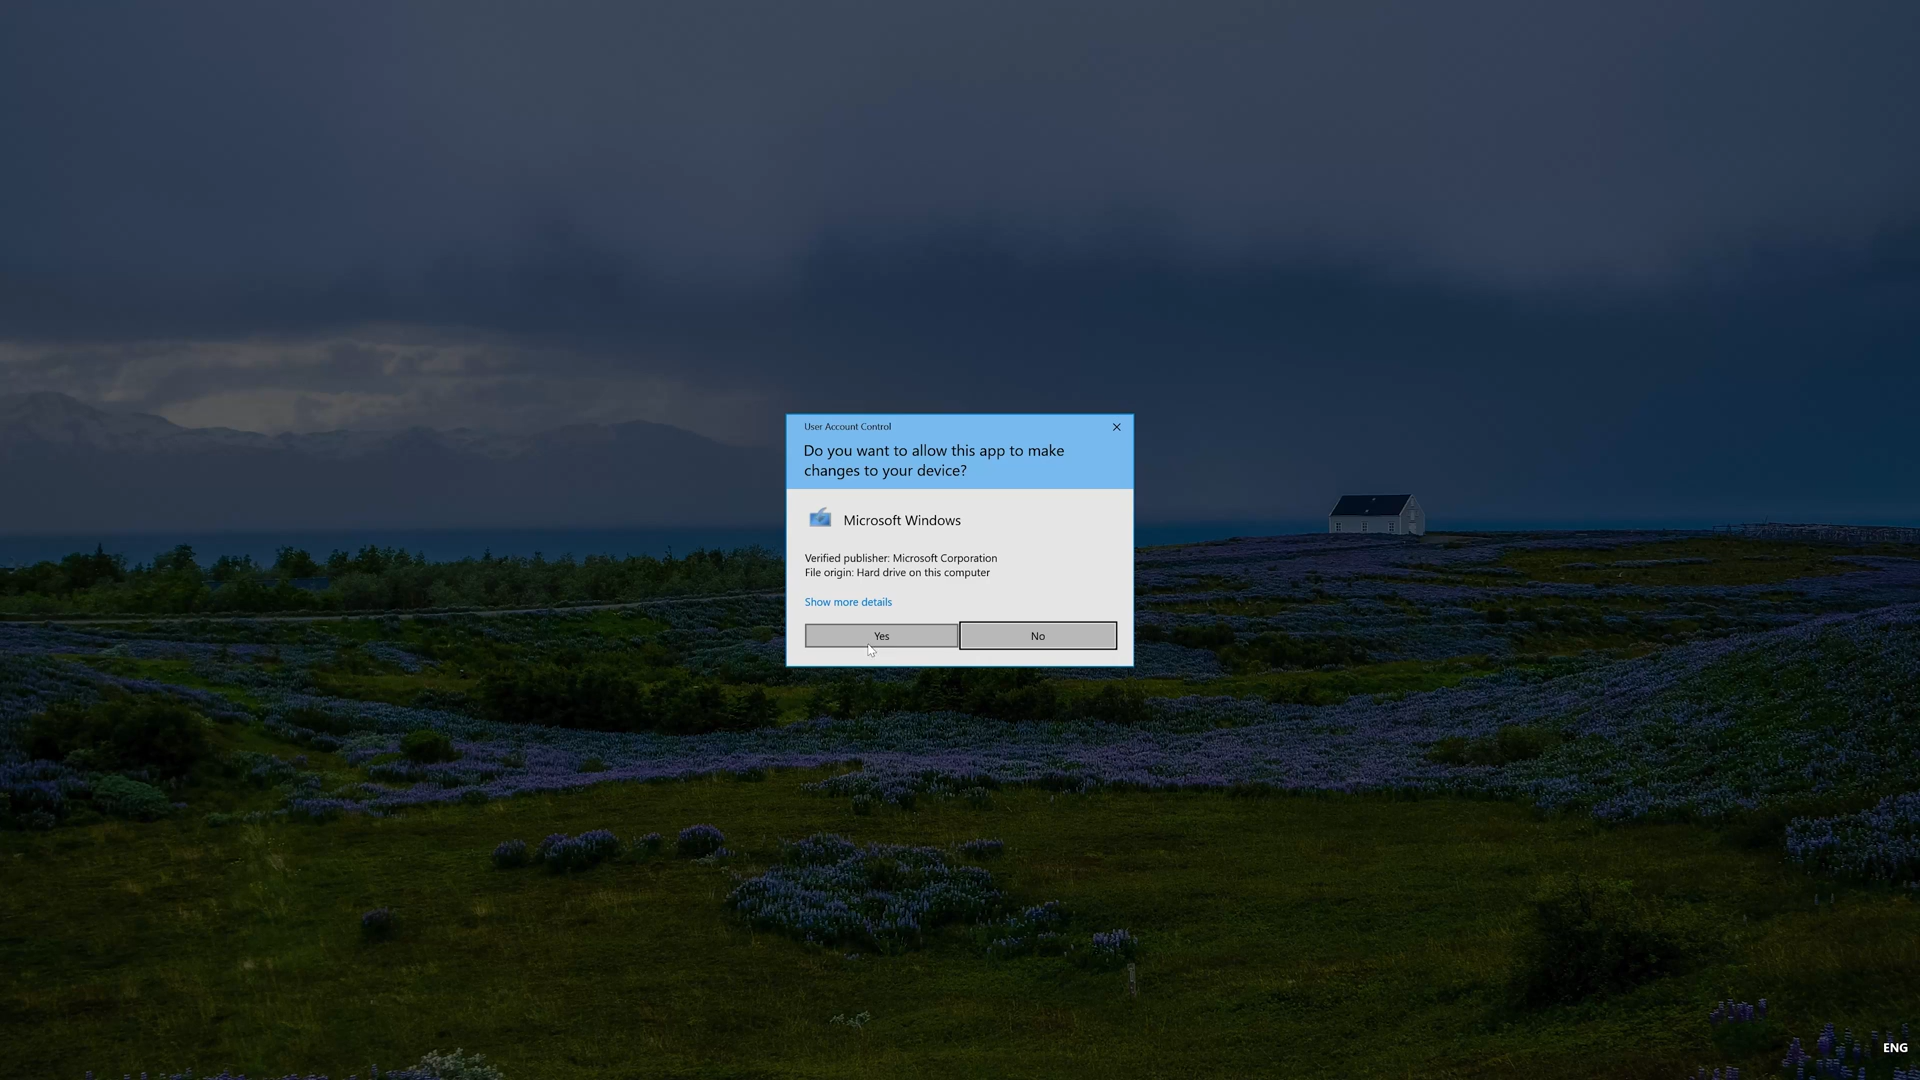 User Account Control
Do you want to allow this app to make
changes to your device?
Microsoft Windows
Verified publisher: Microsoft Corporation
File origin: Hard drive on this computer
Show more details
Yes
No
ENG